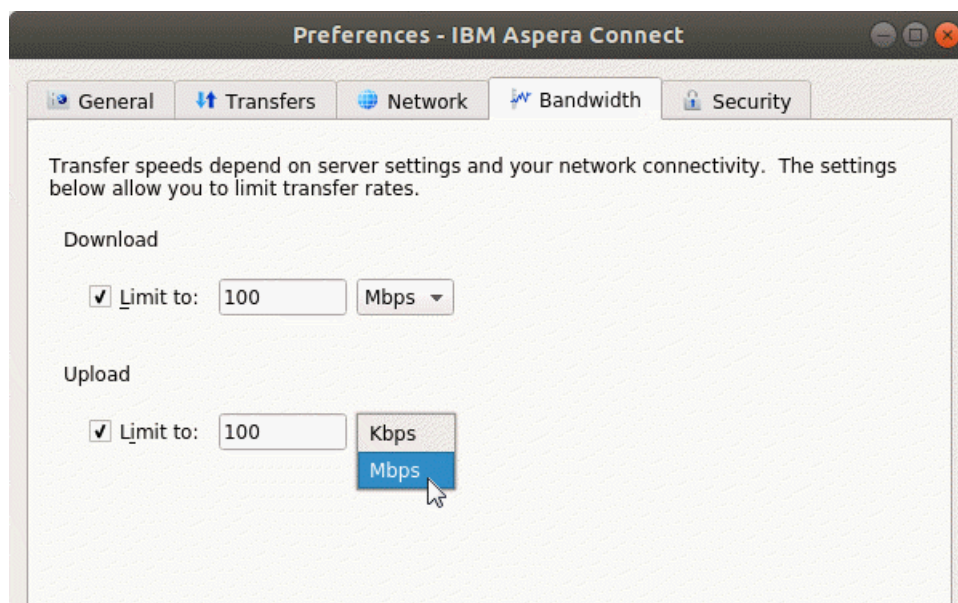 Preferences - IBM Aspera Connect
General Transfers Network Bandwidth Security
Transfer speeds depend on server settings and your network connectivity. The settings
below allow you to limit transfer rates.
Download
Limit to: 100 Mbps
Upload
Limit to: 100 Kbps
Mbps